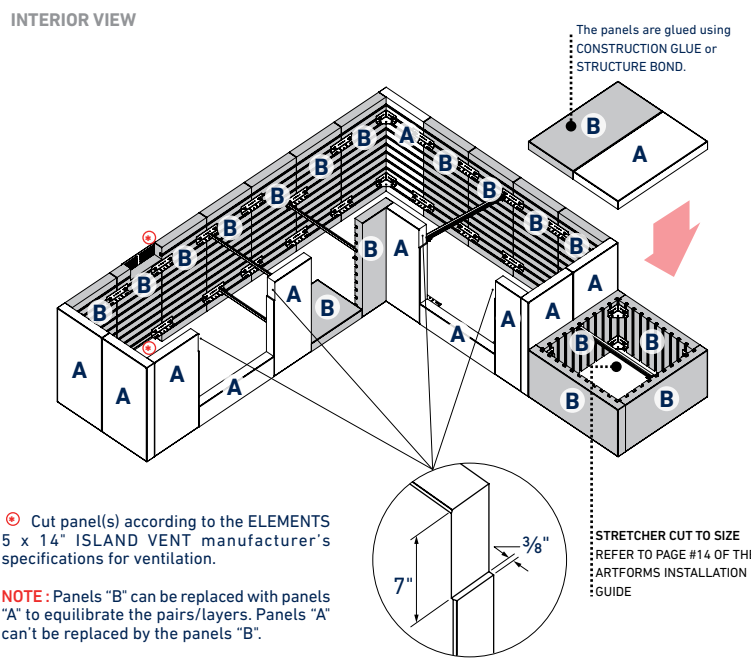 INTERIOR VIEW
The panels are glued using
CONSTRUCTION GLUE or
STRUCTURE BOND.
B
A
B
A
B
B
B
B
B
B
B
B
B
B
B
B
B
A
A
B
A
A
A
A
A
A
A
A
A
B
B
B
B
7"
⅜"
STRETCHER CUT TO SIZE
REFER TO PAGE #14 OF THE
ARTFORMS INSTALLATION
GUIDE
* Cut panel(s) according to the ELEMENTS
5 x 14" ISLAND VENT manufacturer's
specifications for ventilation.
NOTE : Panels "B" can be replaced with panels
"A" to equilibrate the pairs/layers. Panels "A"
can't be replaced by the panels "B".